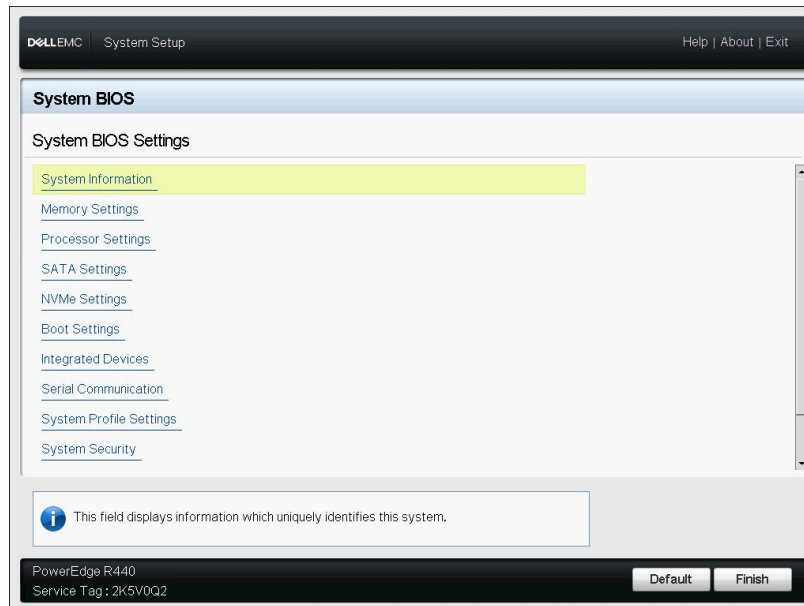 DELLEMC System Setup Help | About | Exit
System BIOS
System BIOS Settings
System Information
Memory Settings
Processor Settings
SATA Settings
NVMe Settings
Boot Settings
Integrated Devices
Serial Communication
System Profile Settings
System Security
This field displays information which uniquely identifies this system.
PowerEdge R440
Service Tag : 2K5V0Q2
Default Finish